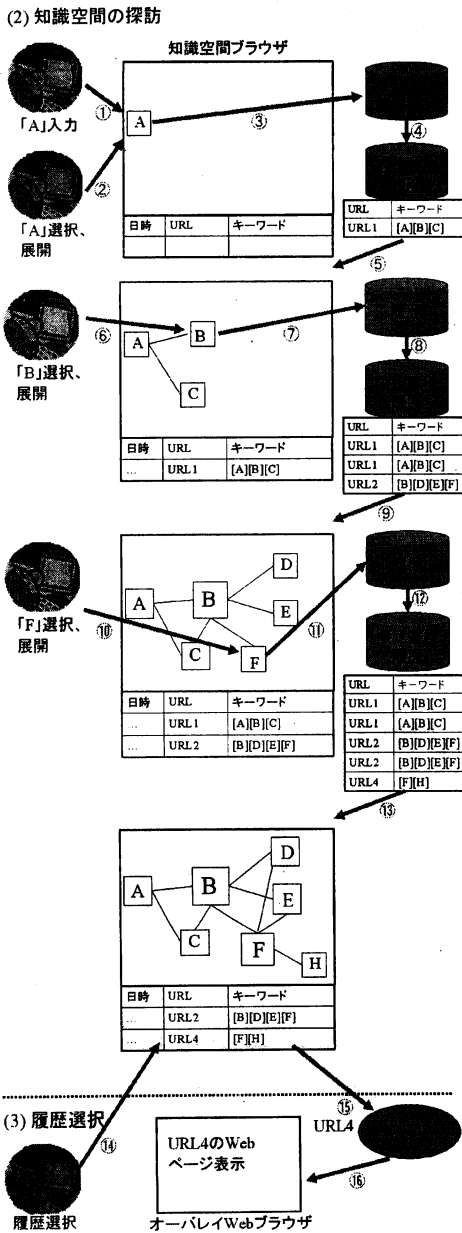 (2) 知識空間の探訪
知識空間ブラウザ
①
「A」入力
②
「A」選択、
展開
A
③
④
日時 URL キーワード
URL キーワード
URL1 [A][B][C]
⑤
⑥
「B」選択、
展開
A
B
C
⑦
⑧
日時 URL キーワード
... URL1 [A][B][C]
URL キーワード
URL1 [A][B][C]
URL1 [A][B][C]
URL2 [B][D][E][F]
⑨
「F」選択、
展開
⑩
A
B
C
D
E
F
⑪
⑫
日時 URL キーワード
... URL1 [A][B][C]
... URL2 [B][D][E][F]
URL キーワード
URL1 [A][B][C]
URL1 [A][B][C]
URL2 [B][D][E][F]
URL2 [B][D][E][F]
URL4 [F][H]
⑬
A
B
C
D
E
F
H
日時 URL キーワード
... URL2 [B][D][E][F]
... URL4 [F][H]
(3) 履歴選択
⑭
履歴選択
URL4のWeb
ページ表示
オーバレイWebブラウザ
⑮
URL4
⑯